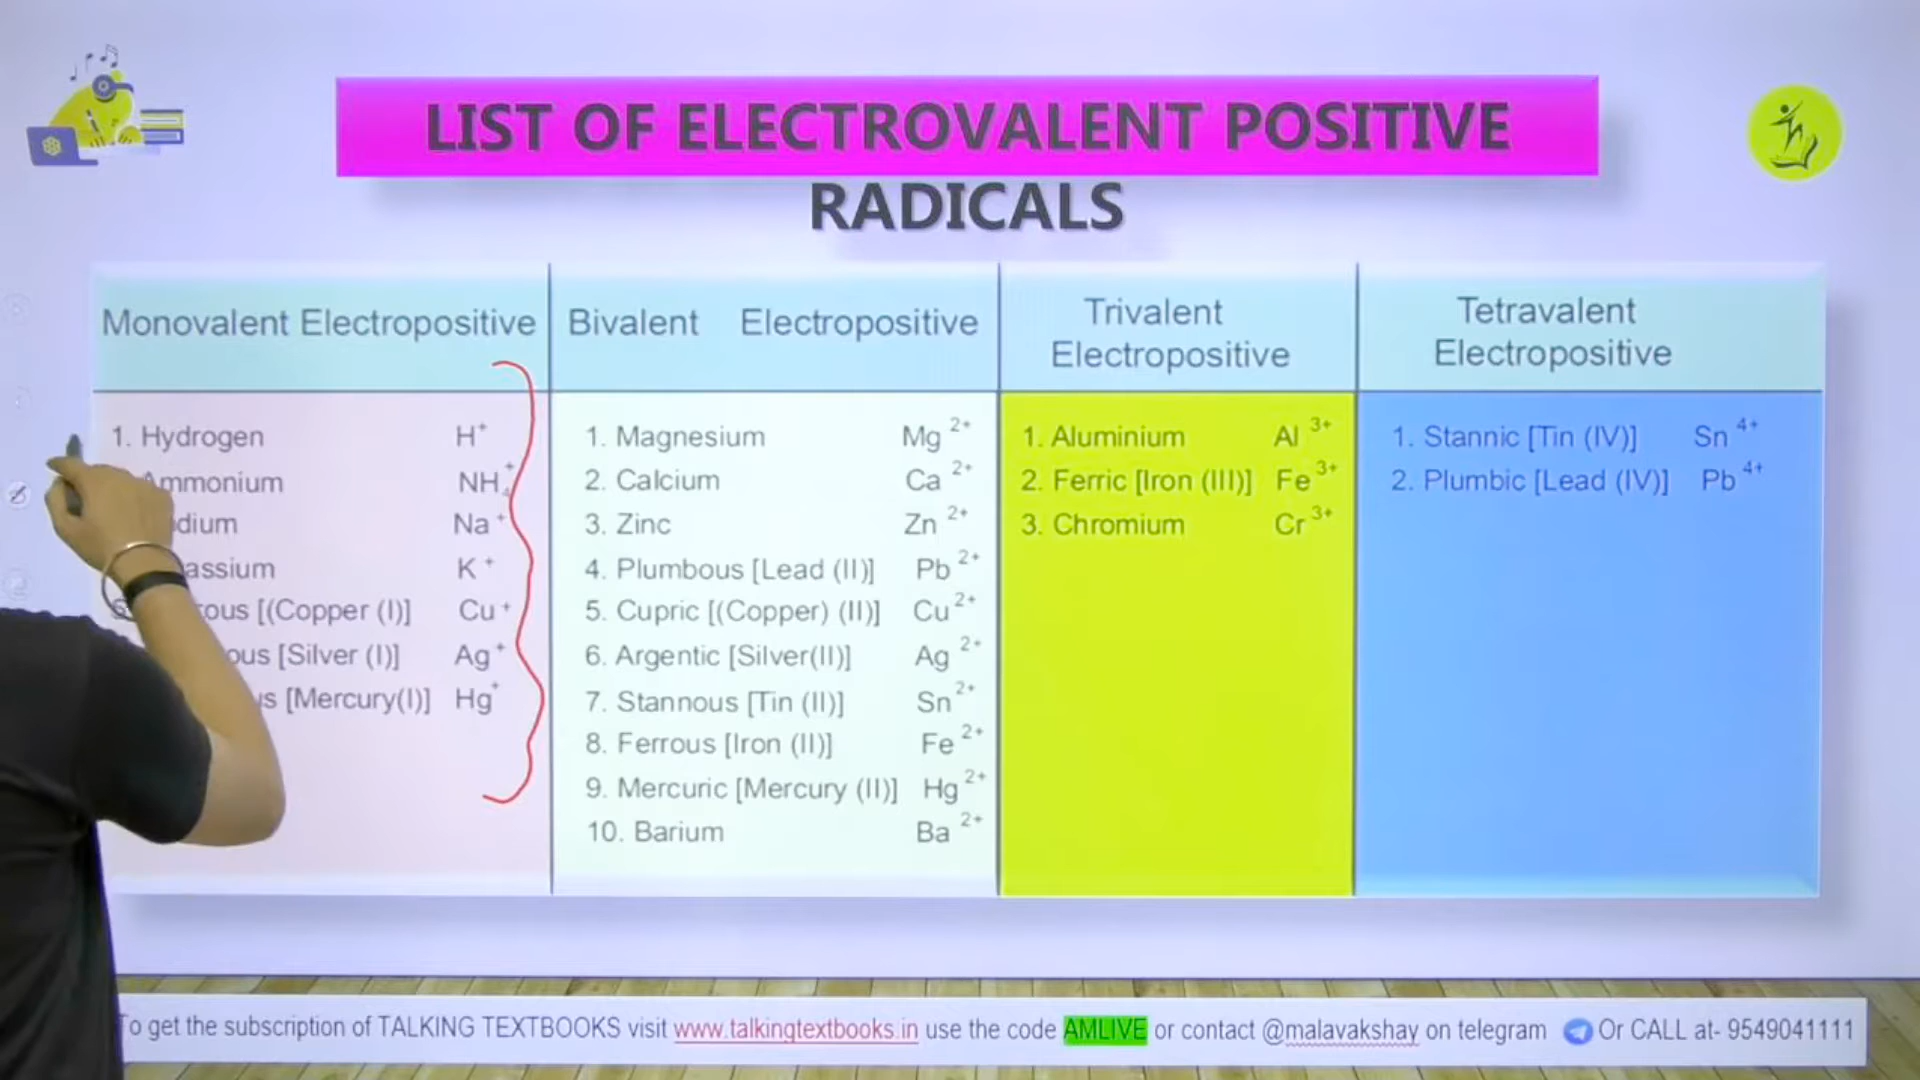 LIST OF ELECTROVALENT POSITIVE
RADICALS
Monovalent Electropositive
1. Hydrogen H⁺
mmonium NH₄⁺
dium Na⁺
assium K⁺
ous [(Copper (I)] Cu⁺
ous [Silver (I)] Ag⁺
s [Mercury(I)] Hg⁺
Bivalent Electropositive
1. Magnesium Mg²⁺
2. Calcium Ca²⁺
3. Zinc Zn²⁺
4. Plumbous [Lead (II)] Pb²⁺
5. Cupric [(Copper) (II)] Cu²⁺
6. Argentic [Silver(II)] Ag²⁺
7. Stannous [Tin (II)] Sn²⁺
8. Ferrous [Iron (II)] Fe²⁺
9. Mercuric [Mercury (II)] Hg²⁺
10. Barium Ba²⁺
Trivalent
Electropositive
1. Aluminium Al³⁺
2. Ferric [Iron (III)] Fe³⁺
3. Chromium Cr³⁺
Tetravalent
Electropositive
1. Stannic [Tin (IV)] Sn⁴⁺
2. Plumbic [Lead (IV)] Pb⁴⁺
To get the subscription of TALKING TEXTBOOKS visit www.talkingtextbooks.in use the code AMLIVE or contact @malavakshay on telegram Or CALL at- 9549041111